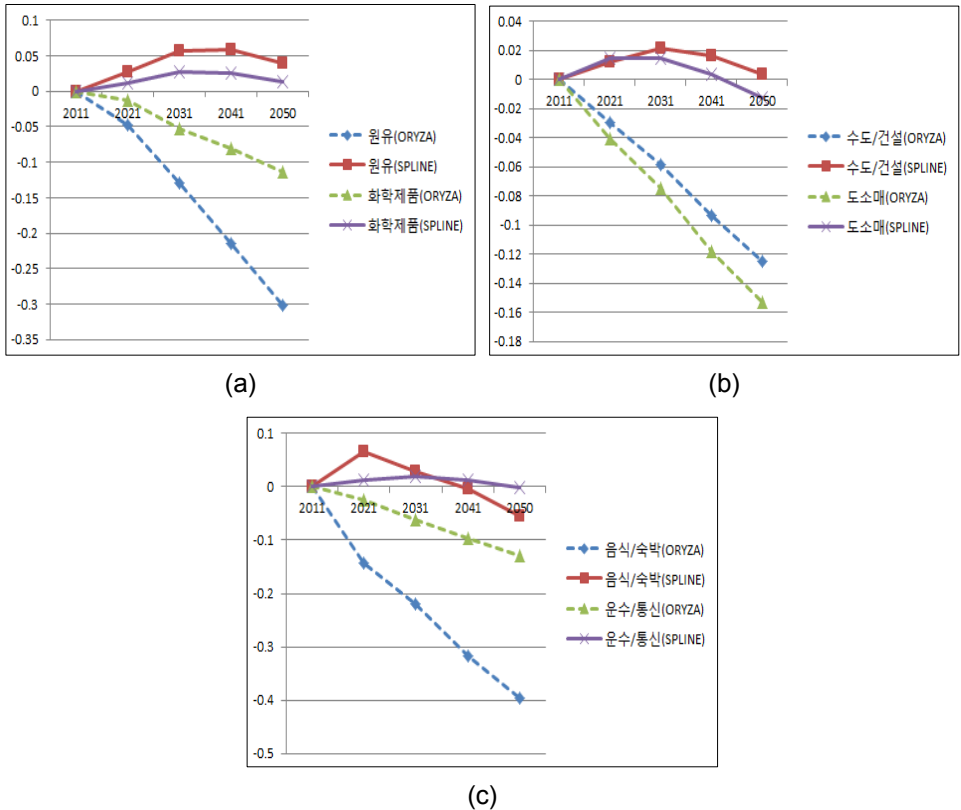 0.1
0.05
0
-0.05
-0.1
-0.15
-0.2
-0.25
-0.3
-0.35
2011 2021 2031 2041 2050
원유(ORYZA)
원유(SPLINE)
화학제품(ORYZA)
화학제품(SPLINE)
(a)
0.04
0.02
0
-0.02
-0.04
-0.06
-0.08
-0.1
-0.12
-0.14
-0.16
-0.18
2011 2021 2031 2041 2050
수도/건설(ORYZA)
수도/건설(SPLINE)
도소매(ORYZA)
도소매(SPLINE)
(b)
0.1
0
-0.1
-0.2
-0.3
-0.4
-0.5
2011 2021 2031 2041 2050
음식/숙박(ORYZA)
음식/숙박(SPLINE)
운수/통신(ORYZA)
운수/통신(SPLINE)
(c)